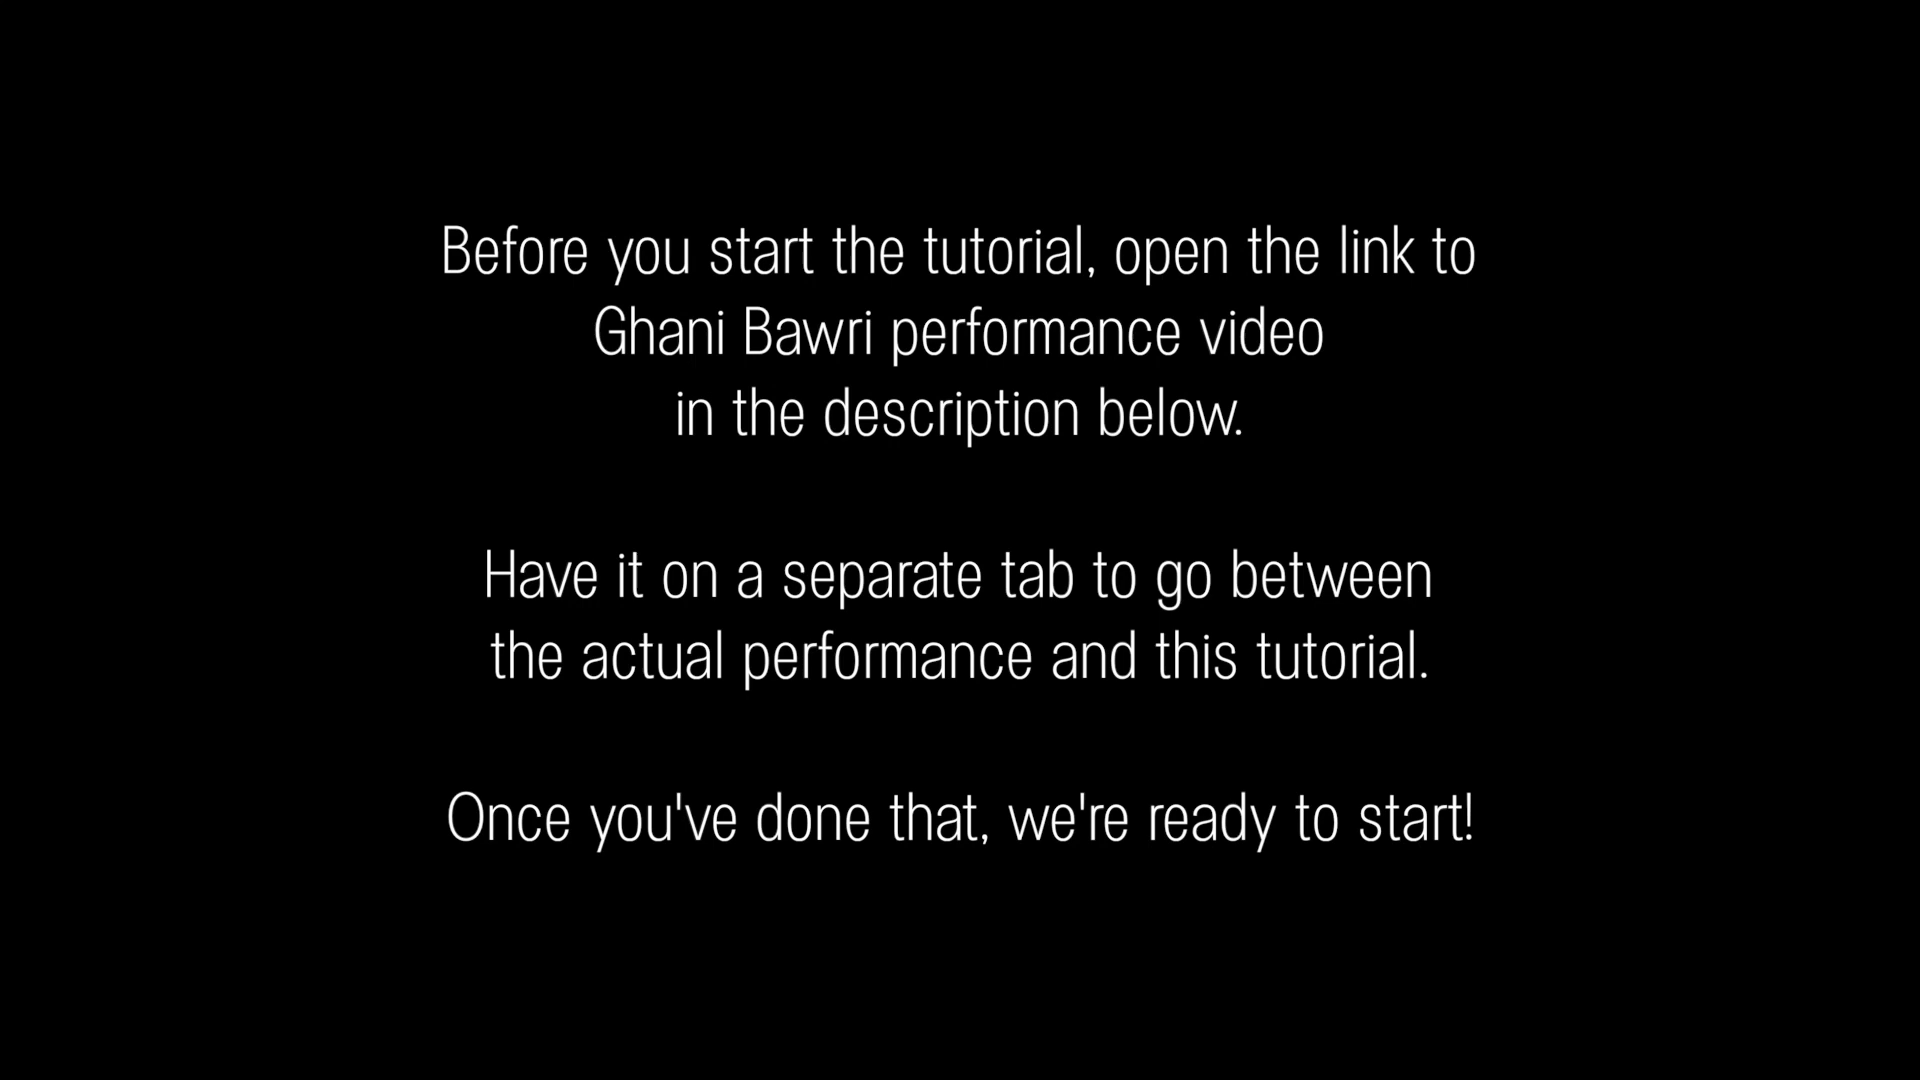 Before you start the tutorial, open the link to
Ghani Bawri performance video
in the description below.
Have it on a separate tab to go between
the actual performance and this tutorial.
Once you've done that, we're ready to start!